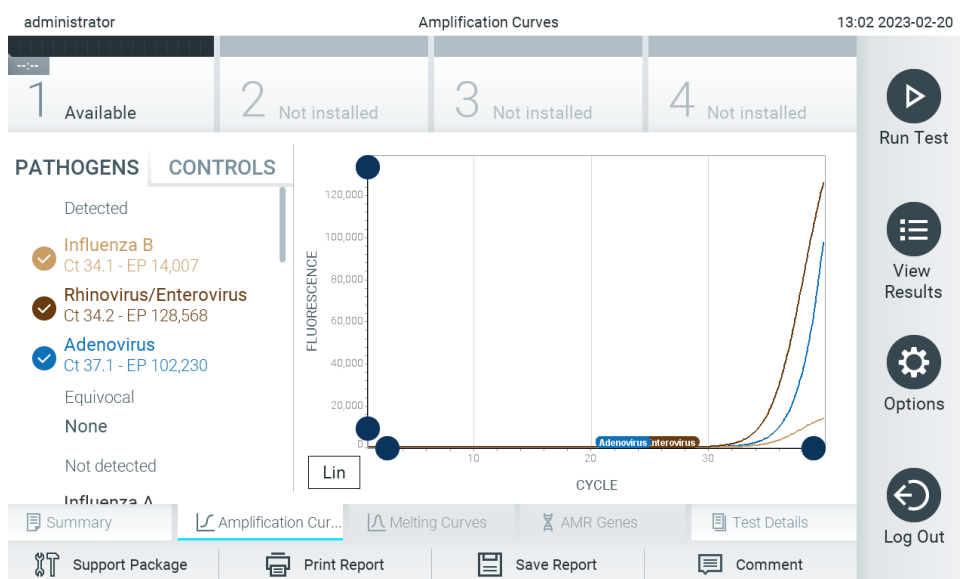 administrator
Amplification Curves
13:02 2023-02-20
--:--
1 Available
2 Not installed
3 Not installed
4 Not installed
Run Test
View
Results
Options
Log Out
PATHOGENS
CONTROLS
Detected
Influenza B
Ct 34.1 - EP 14,007
Rhinovirus/Enterovirus
Ct 34.2 - EP 128,568
Adenovirus
Ct 37.1 - EP 102,230
Equivocal
None
Not detected
Influenza A
FLUORESCENCE
120,000
100,000
80,000
60,000
40,000
20,000
0
Adenovirus
nterovirus
10
20
30
CYCLE
Lin
Summary
Amplification Cur...
Melting Curves
AMR Genes
Test Details
Support Package
Print Report
Save Report
Comment